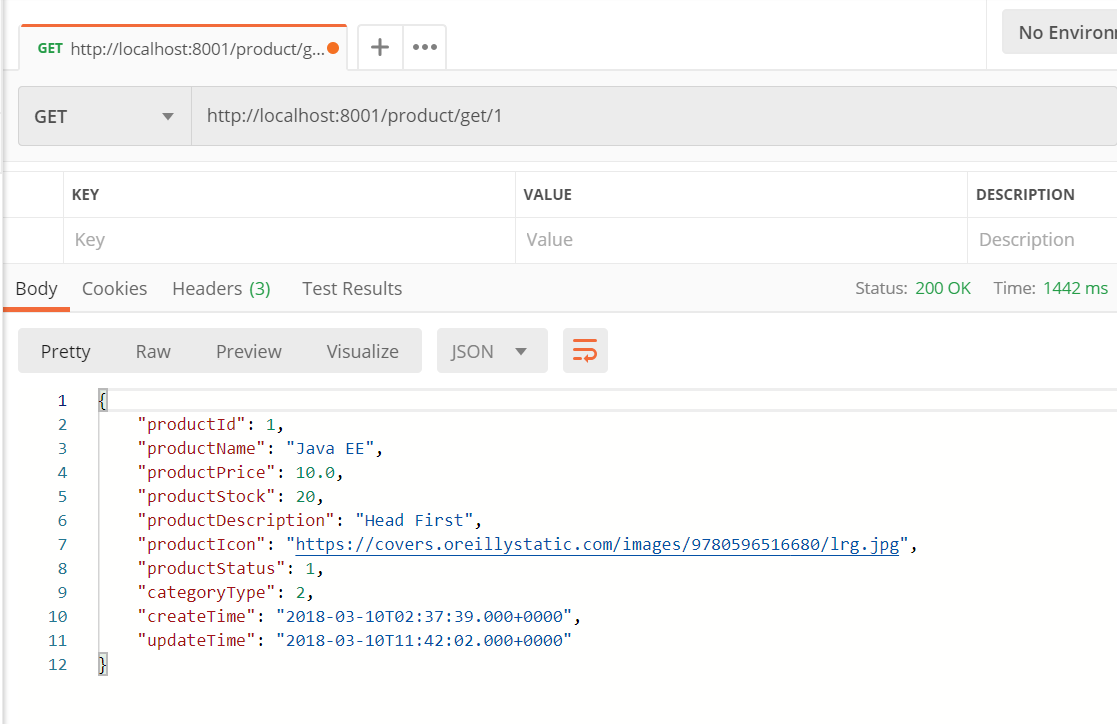 GET http://localhost:8001/product/g...
No Environ
GET http://localhost:8001/product/get/1
KEY VALUE DESCRIPTION
Key Value Description
Body Cookies Headers (3) Test Results Status: 200 OK Time: 1442 ms
Pretty Raw Preview Visualize JSON
1 {
2 "productId": 1,
3 "productName": "Java EE",
4 "productPrice": 10.0,
5 "productStock": 20,
6 "productDescription": "Head First",
7 "productIcon": "https://covers.oreillystatic.com/images/9780596516680/lrg.jpg",
8 "productStatus": 1,
9 "categoryType": 2,
10 "createTime": "2018-03-10T02:37:39.000+0000",
11 "updateTime": "2018-03-10T11:42:02.000+0000"
12 }